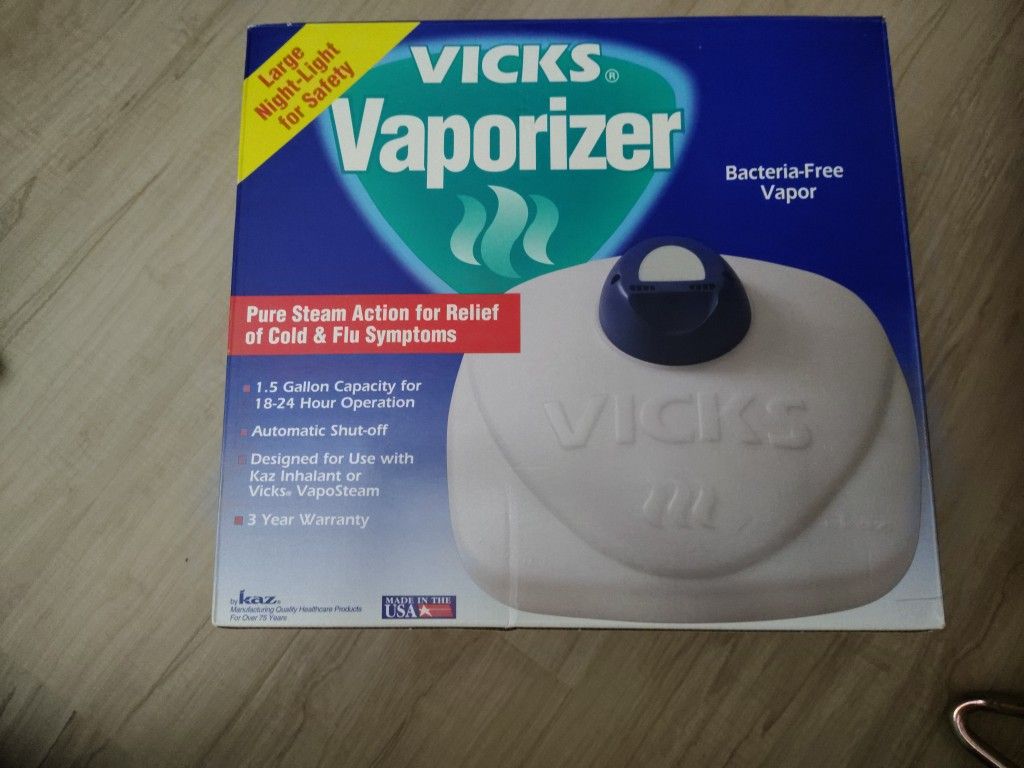 Large
Night-Light
for Safety
VICKS®
Vaporizer
Bacteria-Free
Vapor
Pure Steam Action for Relief
of Cold & Flu Symptoms
1.5 Gallon Capacity for
18-24 Hour Operation
Automatic Shut-off
Designed for Use with
Kaz Inhalant or
Vicks® VapoSteam
3 Year Warranty
VICKS
by kaz®
Manufacturing Quality Healthcare Products
For Over 75 Years
MADE IN THE
USA